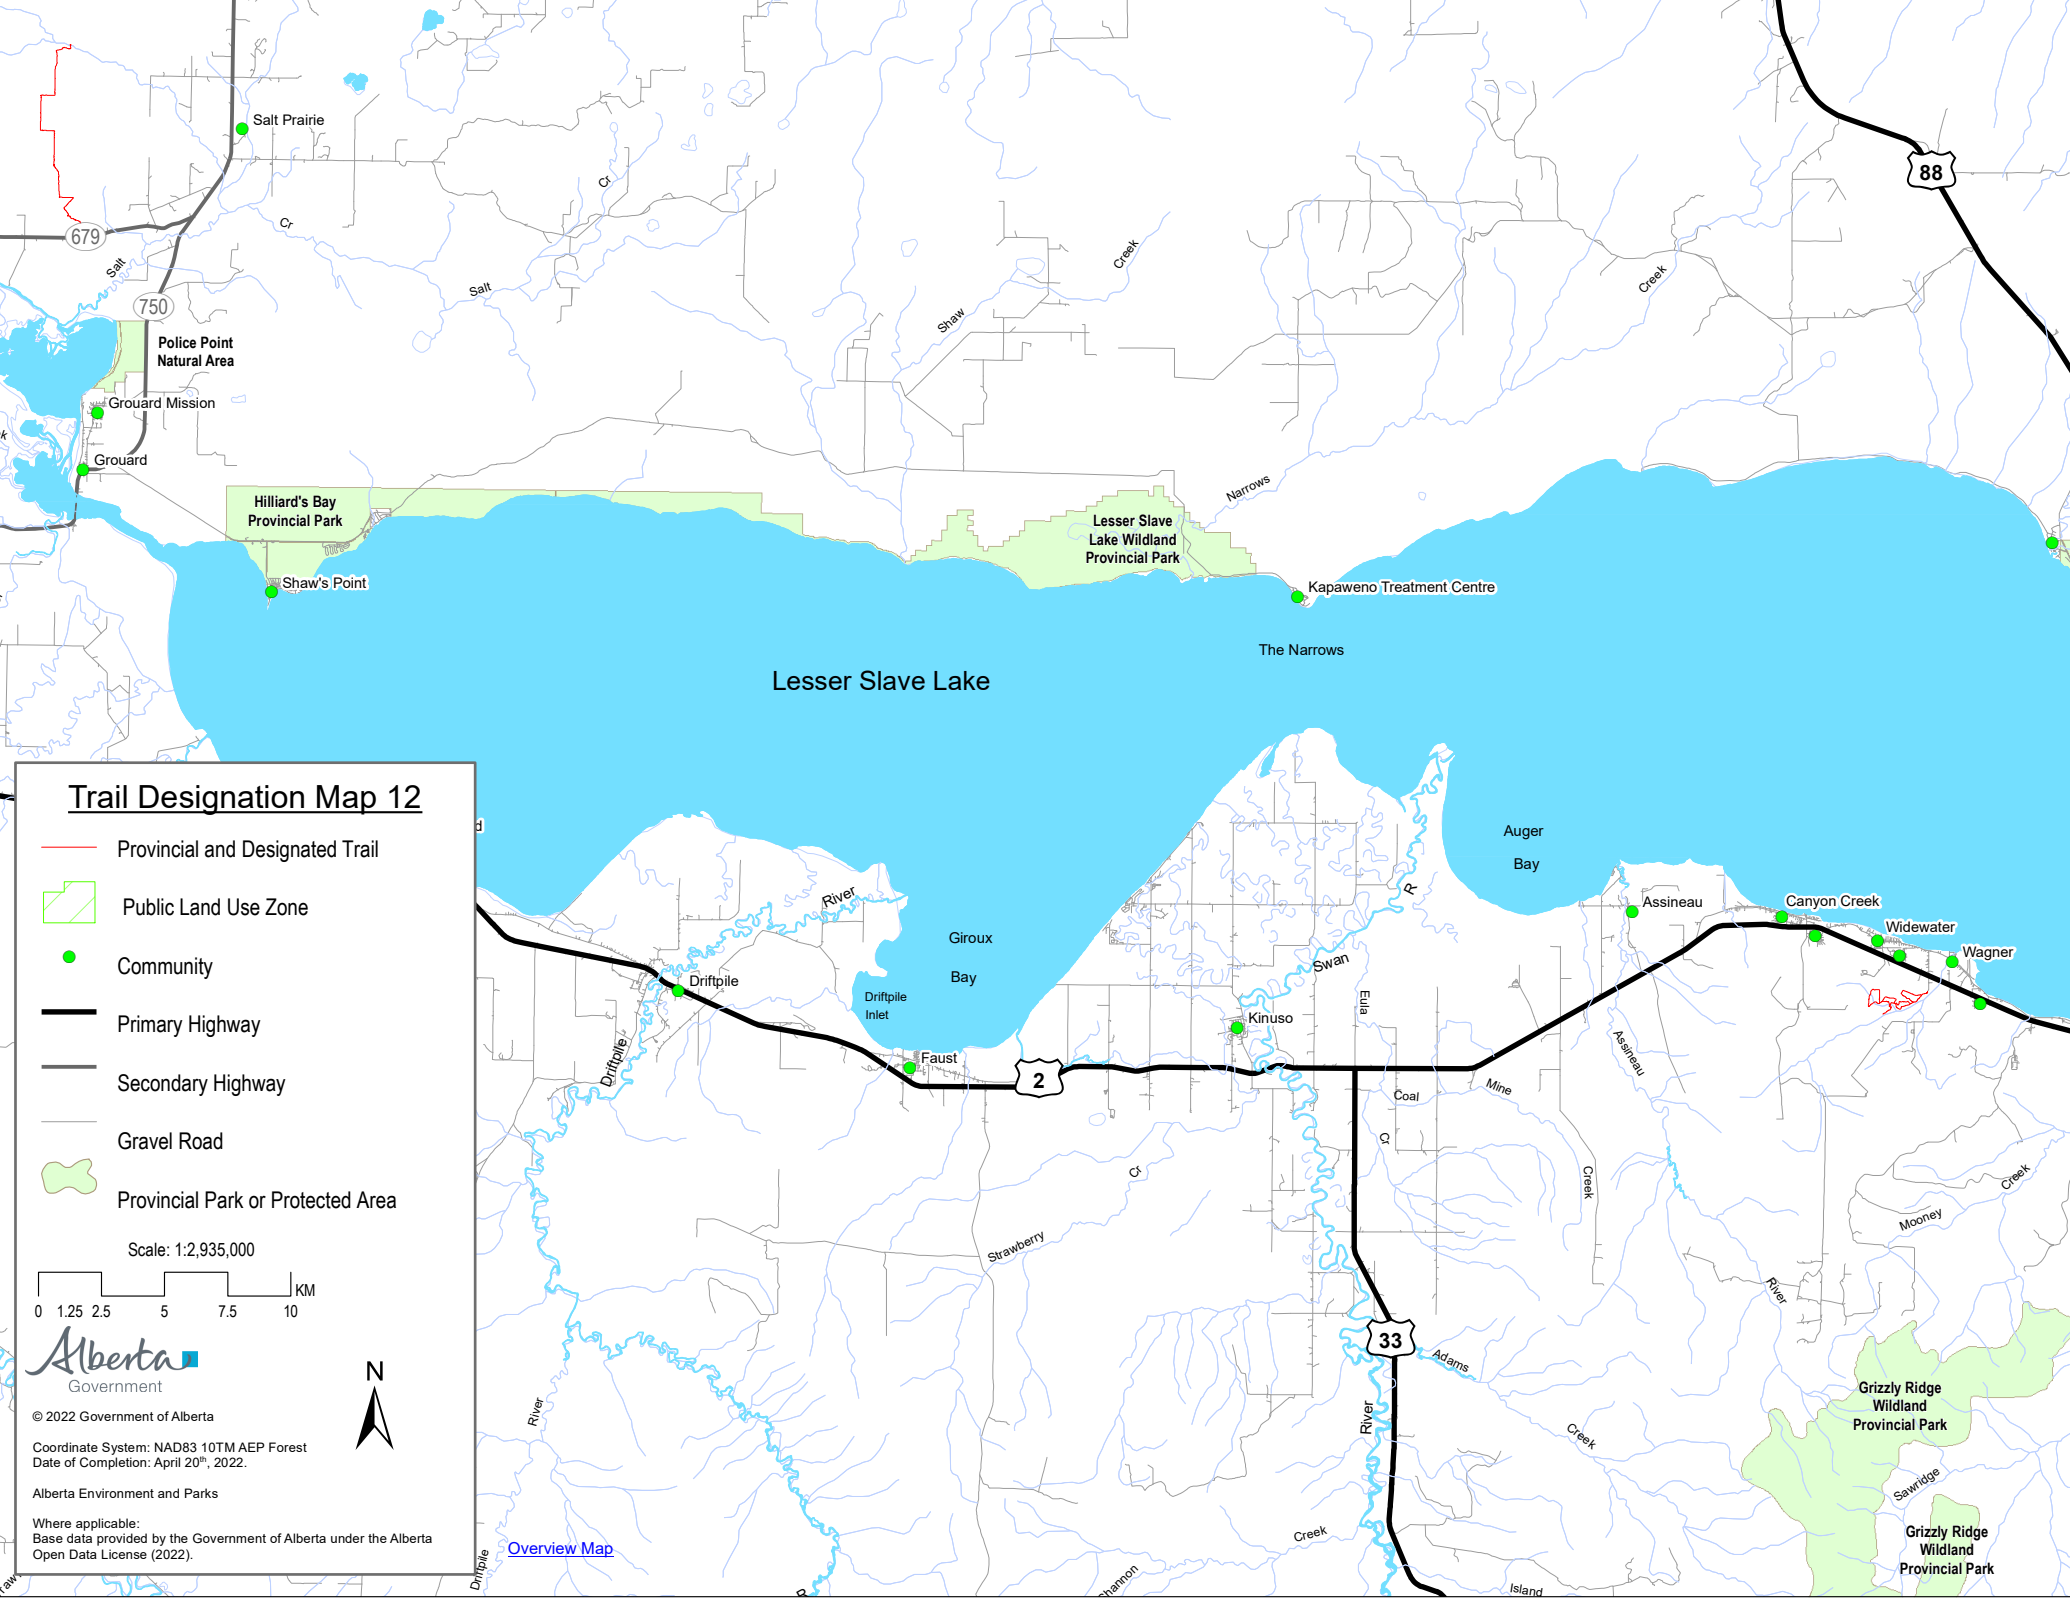 88
Salt Prairie
Cr
Cr
679
Salt
Salt
Creek
Creek
Shaw
750
Police Point
Natural Area
Grouard Mission
Grouard
Narrows
Hilliard's Bay
Provincial Park
Lesser Slave
Lake Wildland
Provincial Park
Shaw's Point
Kapaweno Treatment Centre
The Narrows
Lesser Slave Lake
Auger
Bay
River
R
Giroux
Bay
Swan
Assineau
Canyon Creek
Widewater
Wagner
Driftpile
Driftpile
Inlet
Eula
Kinuso
Faust
2
Driftpile
Assineau
Coal
Mine
Cr
Cr
Creek
Creek
Mooney
Strawberry
River
33
Adams
Grizzly Ridge
Wildland
Provincial Park
River
River
Creek
Sawridge
Creek
Grizzly Ridge
Wildland
Provincial Park
Driftpile
R
Island
Overview Map
Trail Designation Map 12
Provincial and Designated Trail
Public Land Use Zone
Community
Primary Highway
Secondary Highway
Gravel Road
Provincial Park or Protected Area
Scale: 1:2,935,000
KM
0 1.25 2.5 5 7.5 10
Alberta
Government
N
© 2022 Government of Alberta
Coordinate System: NAD83 10TM AEP Forest
Date of Completion: April 20th, 2022.
Alberta Environment and Parks
Where applicable:
Base data provided by the Government of Alberta under the Alberta
Open Data License (2022).